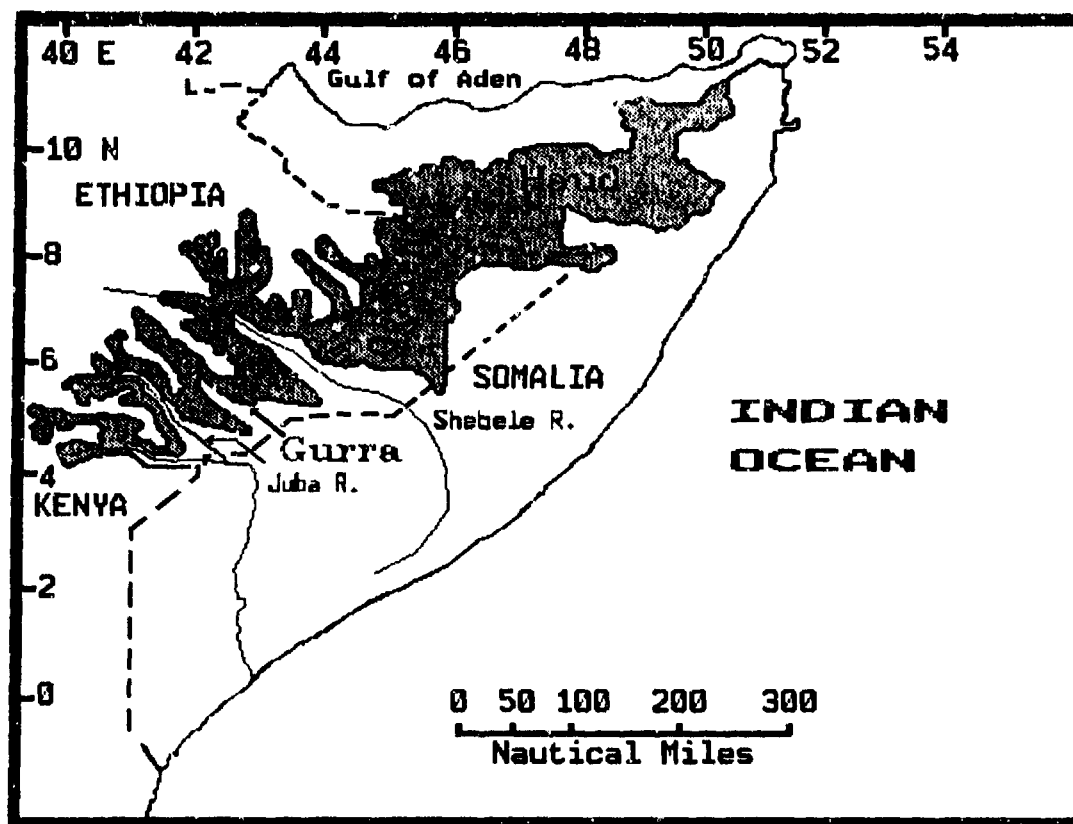 40 E 42 44 46 48 50 52 54
Gulf of Aden
10 N
Houd
ETHIOPIA
8
6
SOMALIA
Shebele R.
INDIAN
OCEAN
Gurra
4
Juba R.
KENYA
2
0
0 50 100 200 300
Nautical Miles